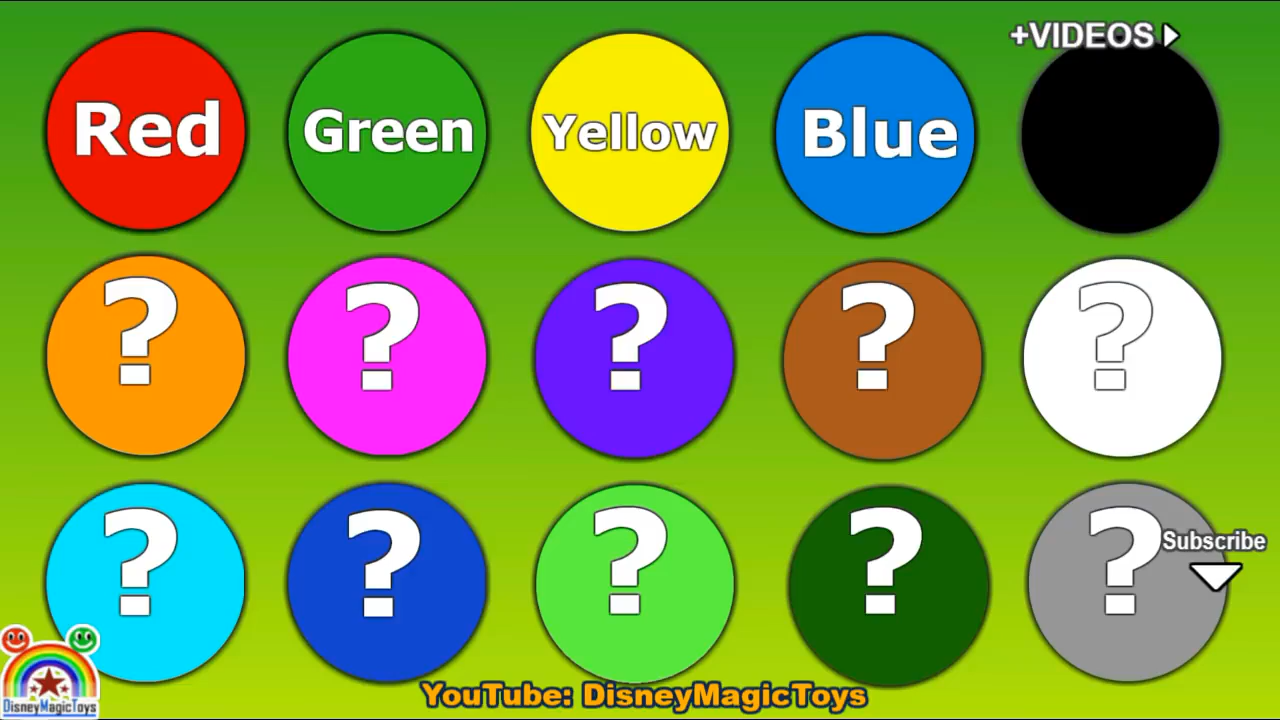 +VIDEOS
Red Green Yellow Blue
? ? ? ? ?
? ? ? ? ?
Subscribe
DisneyMagicToys
YouTube: DisneyMagicToys